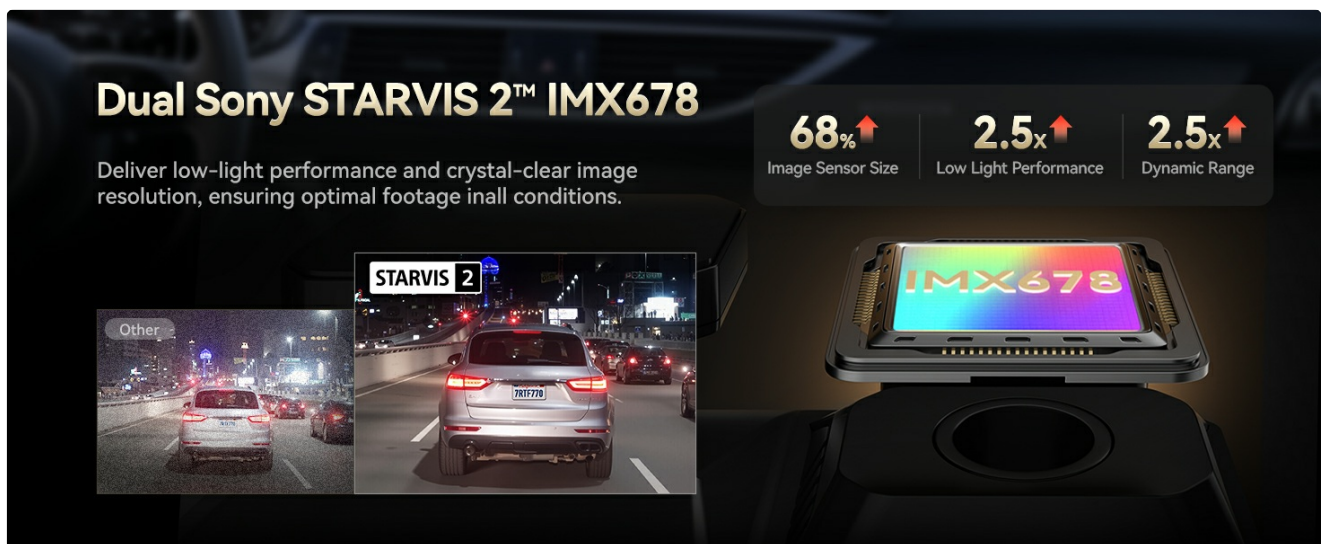 Dual Sony STARVIS 2™ IMX678
Deliver low-light performance and crystal-clear image
resolution, ensuring optimal footage inall conditions.
68%
Image Sensor Size
2.5x
Low Light Performance
2.5x
Dynamic Range
Other
STARVIS 2
7RTF770
IMX678